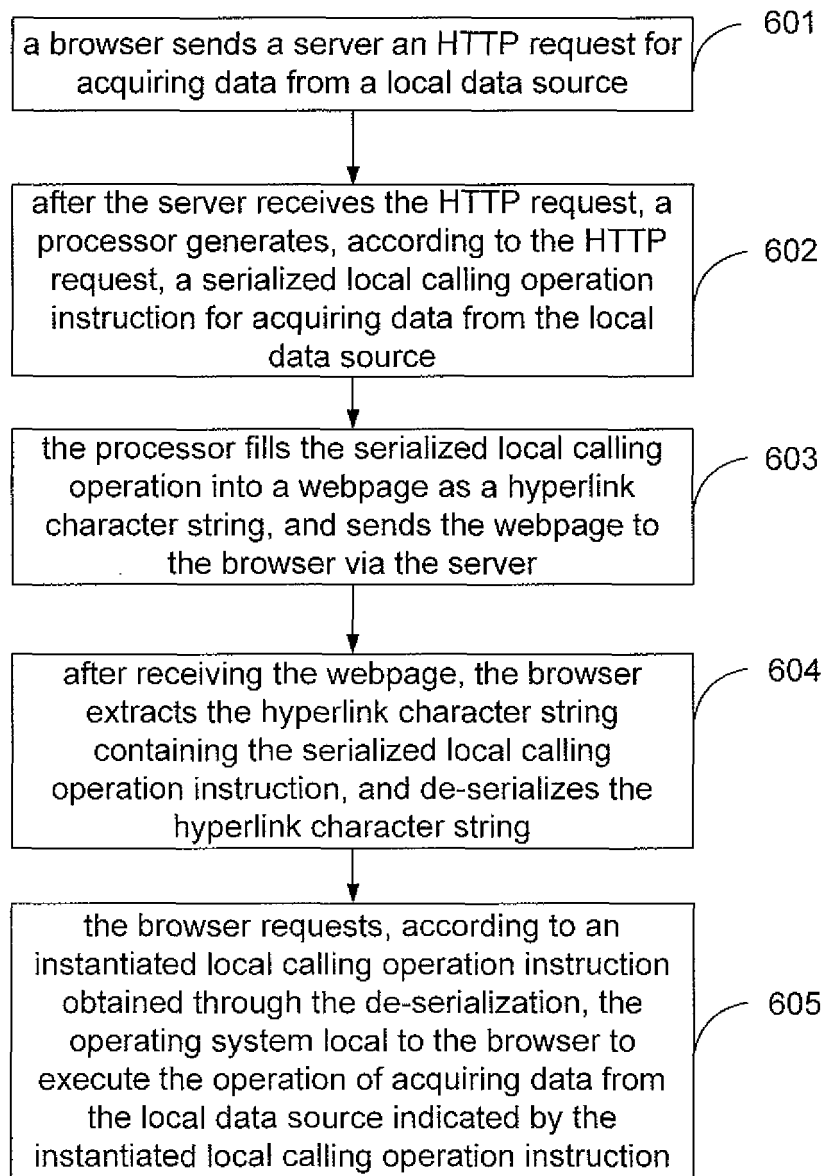 a browser sends a server an HTTP request for
acquiring data from a local data source
601
after the server receives the HTTP request, a
processor generates, according to the HTTP
request, a serialized local calling operation
instruction for acquiring data from the local
data source
602
the processor fills the serialized local calling
operation into a webpage as a hyperlink
character string, and sends the webpage to
the browser via the server
603
after receiving the webpage, the browser
extracts the hyperlink character string
containing the serialized local calling
operation instruction, and de-serializes the
hyperlink character string
604
the browser requests, according to an
instantiated local calling operation instruction
obtained through the de-serialization, the
operating system local to the browser to
execute the operation of acquiring data from
the local data source indicated by the
instantiated local calling operation instruction
605